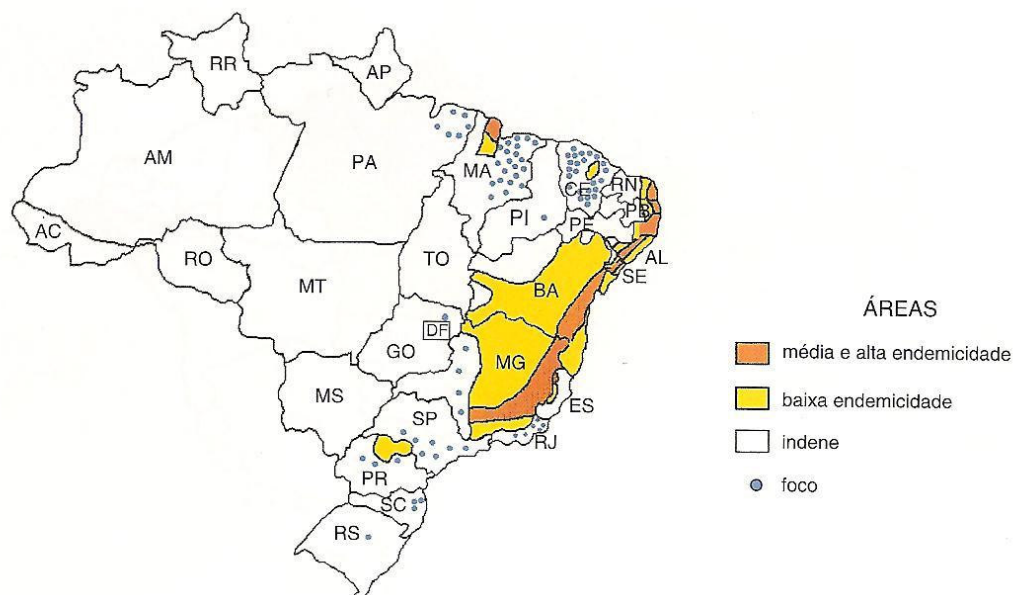 RR
AP
AM
PA
MA
CE
RN
PI
PE
PB
AC
AL
TO
SE
RO
BA
MT
DF
GO
MG
MS
ES
SP
RJ
PR
SC
RS
ÁREAS
média e alta endemicidade
baixa endemicidade
indene
foco